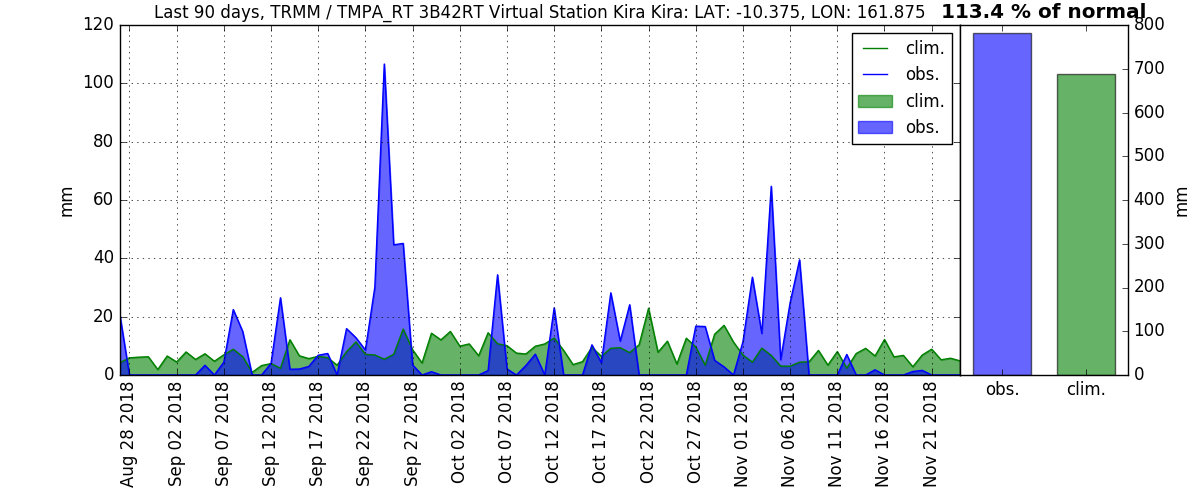 Last 90 days, TRMM / TMPA_RT 3B42RT Virtual Station Kira Kira: LAT: -10.375, LON: 161.875 113.4 % of normal
mm
120
100
80
60
40
20
0
clim.
obs.
clim.
obs.
800
700
600
500
400
300
200
100
0
mm
Aug 28 2018
Sep 02 2018
Sep 07 2018
Sep 12 2018
Sep 17 2018
Sep 22 2018
Sep 27 2018
Oct 02 2018
Oct 07 2018
Oct 12 2018
Oct 17 2018
Oct 22 2018
Oct 27 2018
Nov 01 2018
Nov 06 2018
Nov 11 2018
Nov 16 2018
Nov 21 2018
obs.
clim.